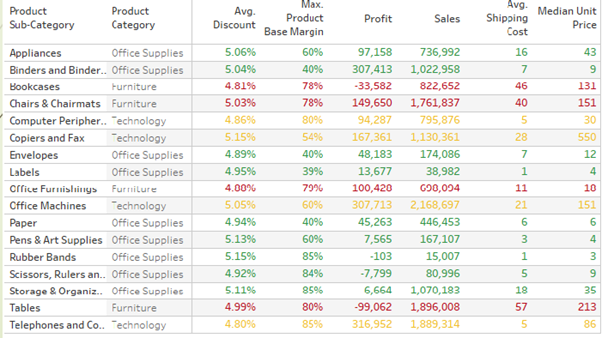 Product Sub-Category Product Category Avg. Discount Max. Product Base Margin Profit Sales Avg. Shipping Cost Median Unit Price
Appliances Office Supplies 5.06% 60% 97,158 736,992 16 43
Binders and Binder.. Office Supplies 5.04% 40% 307,413 1,022,958 7 9
Bookcases Furniture 4.81% 78% -33,582 822,652 46 131
Chairs & Chairmats Furniture 5.03% 78% 149,650 1,761,837 40 151
Computer Peripher.. Technology 4.86% 80% 94,287 795,876 5 30
Copiers and Fax Technology 5.15% 54% 167,361 1,130,361 28 550
Envelopes Office Supplies 4.89% 40% 48,183 174,086 7 12
Labels Office Supplies 4.95% 39% 13,677 38,982 1 4
Office Furnishings Furniture 4.88% 79% 100,428 698,094 11 18
Office Machines Technology 5.05% 60% 307,713 2,168,697 21 151
Paper Office Supplies 4.94% 40% 45,263 446,453 6 6
Pens & Art Supplies Office Supplies 5.13% 60% 7,565 167,107 3 4
Rubber Bands Office Supplies 5.15% 85% -103 15,007 1 3
Scissors, Rulers an.. Office Supplies 4.92% 84% -7,799 80,996 5 9
Storage & Organiz.. Office Supplies 5.11% 85% 6,664 1,070,183 18 35
Tables Furniture 4.99% 80% -99,062 1,896,008 57 213
Telephones and Co.. Technology 4.80% 85% 316,952 1,889,314 5 86